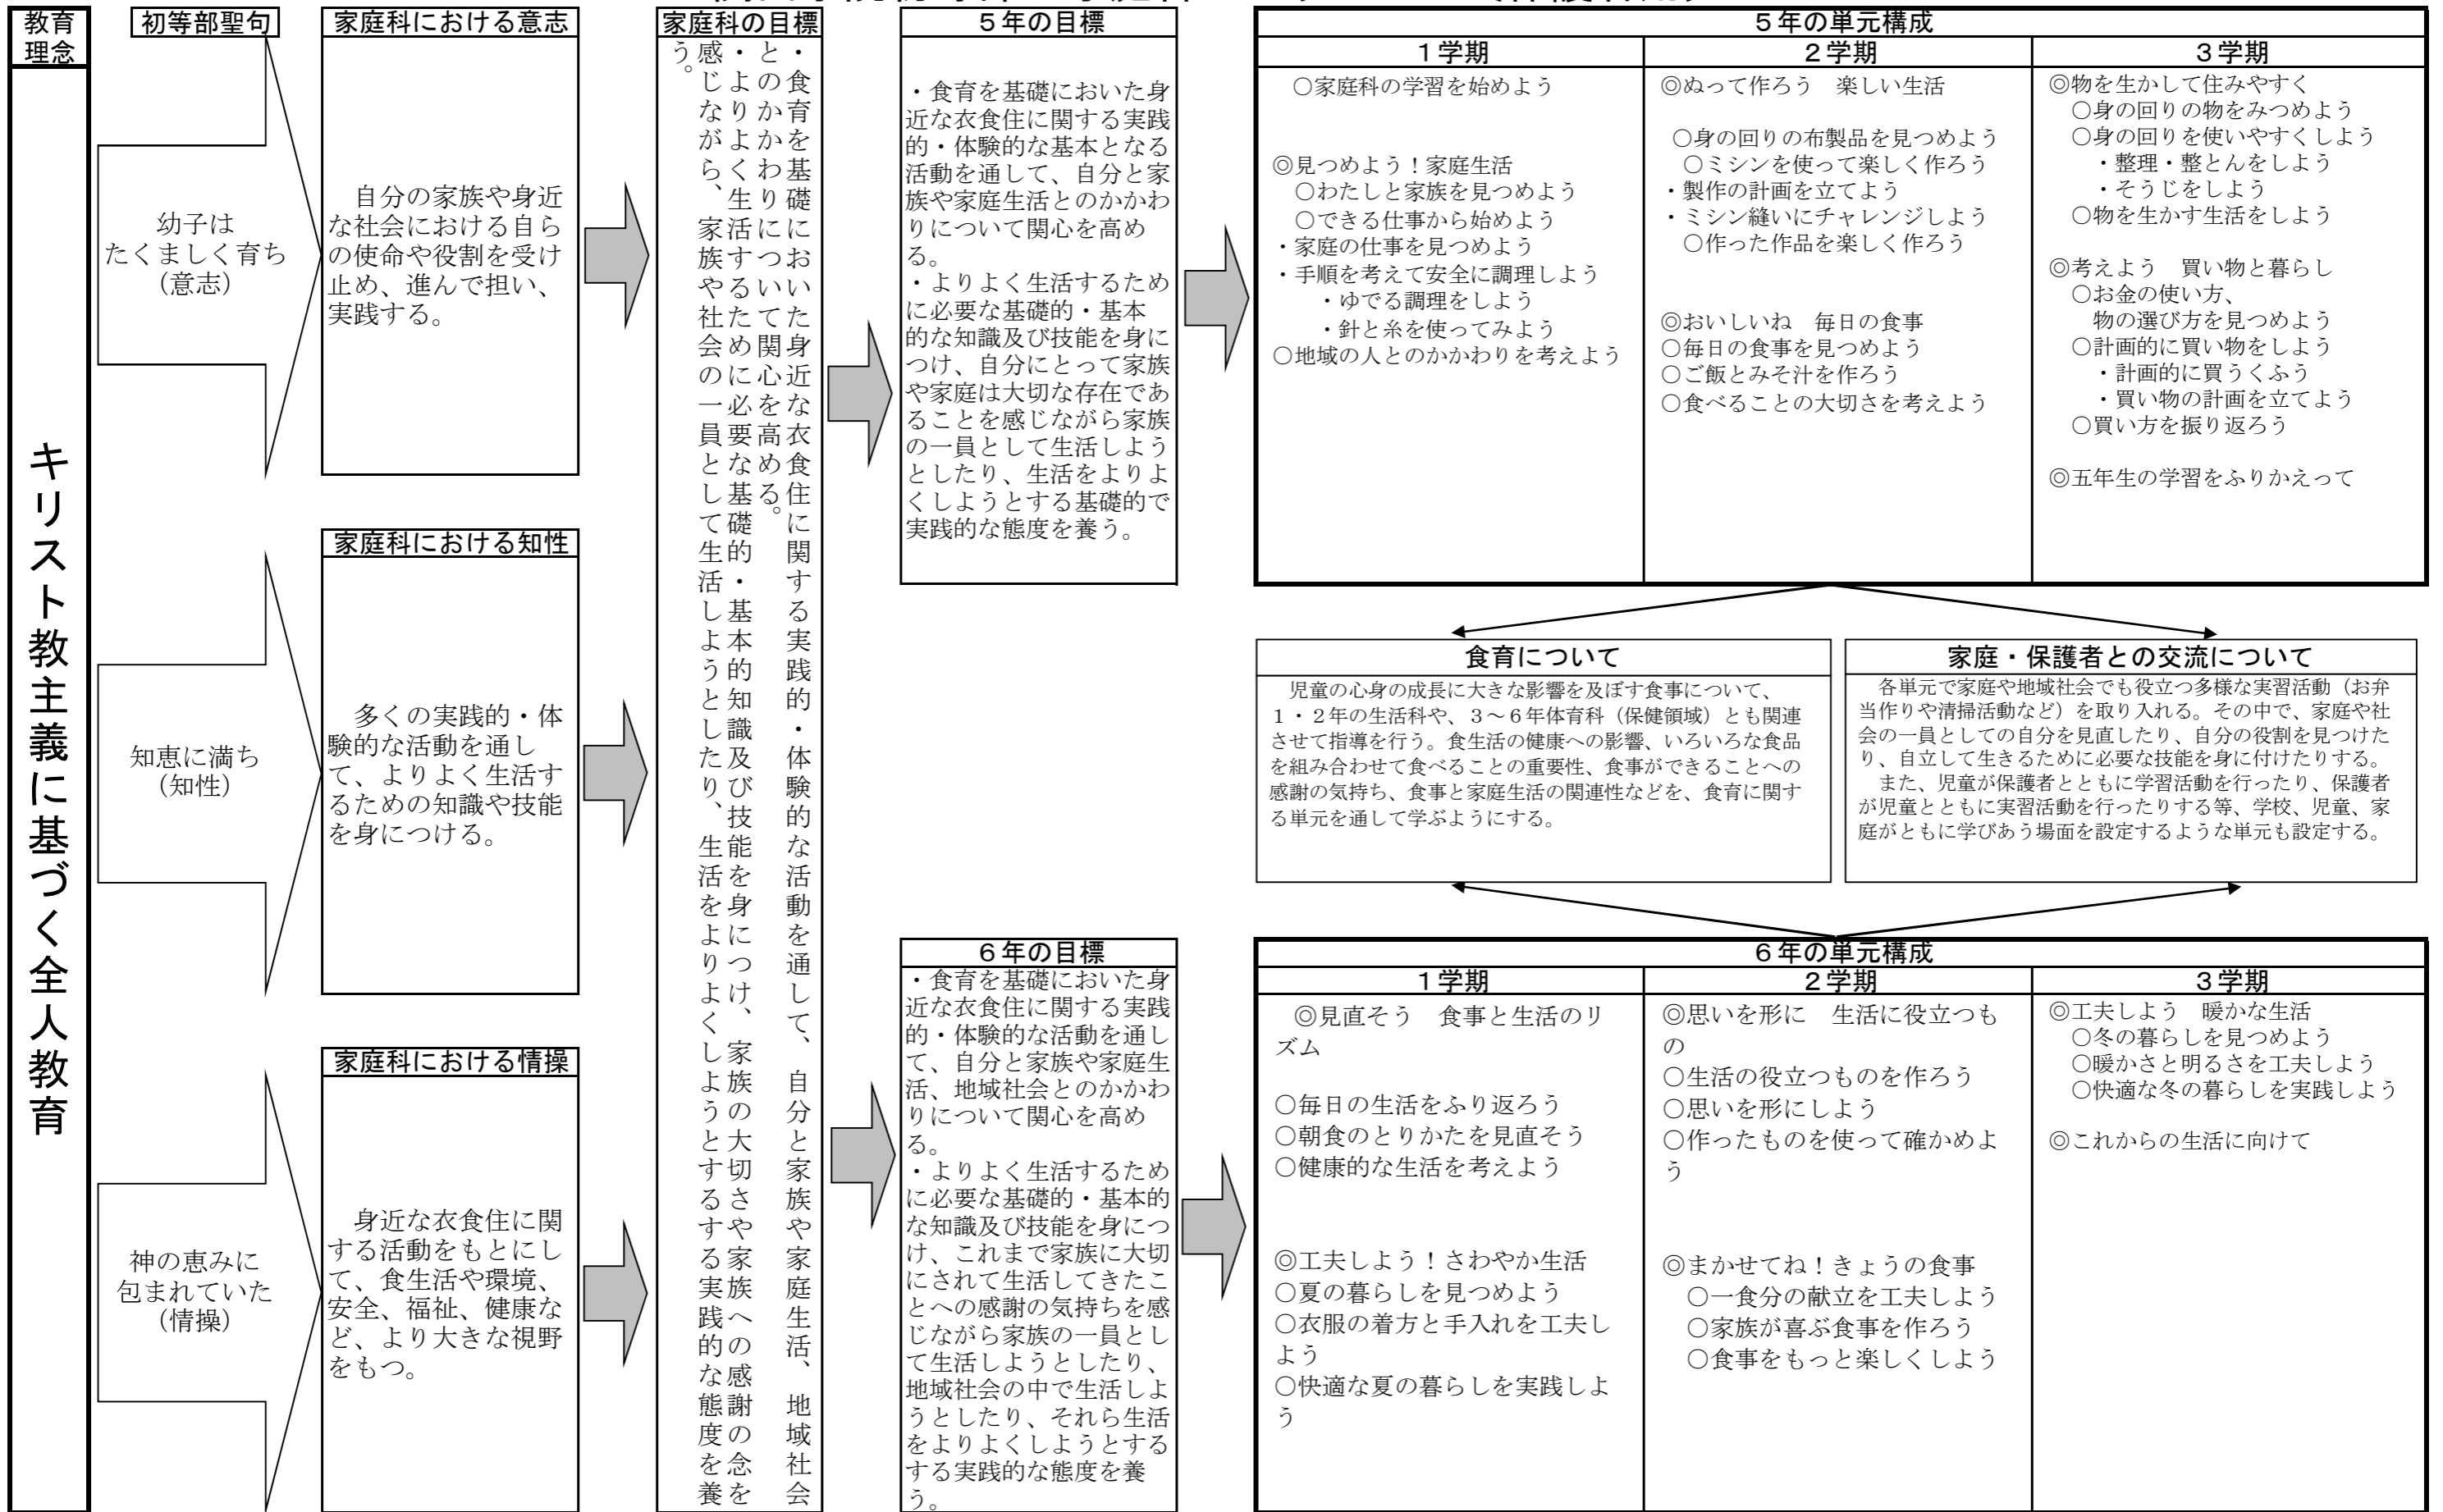 教育
理念
キリスト教主義に基づく全人教育
初等部聖句
幼子は
たくましく育ち
（意志）
知恵に満ち
（知性）
神の恵みに
包まれていた
（情操）
家庭科における意志
自分の家族や身近
な社会における自ら
の使命や役割を受け
止め、進んで担い、
実践する。
家庭科における知性
多くの実践的・体
験的な活動を通し
て、よりよく生活す
るための知識や技能
を身につける。
家庭科における情操
身近な衣食住に関
する活動をもとにし
て、食生活や環境、
安全、福祉、健康な
ど、より大きな視野
をもつ。
家庭科の目標
・食育を基礎においた身近な衣食住に関する実践的・体験的な活動を通して、自分と家族や家庭生活、地域社会
とのかかわりについて関心を高める。
・よりよく生活するために必要な基礎的・基本的知識及び技能を身につけ、家族の大切さや家族への感謝の念を
感じながら、家族や社会の一員として生活しようとしたり、生活をよりよくしようとするする実践的な態度を養
う。
５年の目標
・食育を基礎においた身
近な衣食住に関する実践
的・体験的な基本となる
活動を通して、自分と家
族や家庭生活とのかかわ
りについて関心を高め
る。
・よりよく生活するため
に必要な基礎的・基本
的な知識及び技能を身に
つけ、自分にとって家族
や家庭は大切な存在であ
ることを感じながら家族
の一員として生活しよう
としたり、生活をよりよ
くしようとする基礎的で
実践的な態度を養う。
５年の単元構成
１学期
○家庭科の学習を始めよう
◎見つめよう！家庭生活
○わたしと家族を見つめよう
○できる仕事から始めよう
・家庭の仕事を見つめよう
・手順を考えて安全に調理しよう
・ゆでる調理をしよう
・針と糸を使ってみよう
○地域の人とのかかわりを考えよう
２学期
◎ぬって作ろう　楽しい生活
○身の回りの布製品を見つめよう
○ミシンを使って楽しく作ろう
・製作の計画を立てよう
・ミシン縫いにチャレンジしよう
○作った作品を楽しく作ろう
◎おいしいね　毎日の食事
○毎日の食事を見つめよう
○ご飯とみそ汁を作ろう
○食べることの大切さを考えよう
３学期
◎物を生かして住みやすく
○身の回りの物をみつめよう
○身の回りを使いやすくしよう
・整理・整とんをしよう
・そうじをしよう
○物を生かす生活をしよう
◎考えよう　買い物と暮らし
○お金の使い方、
物の選び方を見つめよう
○計画的に買い物をしよう
・計画的に買うくふう
・買い物の計画を立てよう
○買い方を振り返ろう
◎五年生の学習をふりかえって
食育について
児童の心身の成長に大きな影響を及ぼす食事について、
１・２年の生活科や、３～６年体育科（保健領域）とも関連
させて指導を行う。食生活の健康への影響、いろいろな食品
を組み合わせて食べることの重要性、食事ができることへの
感謝の気持ち、食事と家庭生活の関連性などを、食育に関す
る単元を通して学ぶようにする。
家庭・保護者との交流について
各単元で家庭や地域社会でも役立つ多様な実習活動（お弁
当作りや清掃活動など）を取り入れる。その中で、家庭や社
会の一員としての自分を見直したり、自分の役割を見つけた
り、自立して生きるために必要な技能を身に付けたりする。
また、児童が保護者とともに学習活動を行ったり、保護者
が児童とともに実習活動を行ったりする等、学校、児童、家
庭がともに学びあう場面を設定するような単元も設定する。
６年の目標
・食育を基礎においた身
近な衣食住に関する実践
的・体験的な活動を通し
て、自分と家族や家庭生
活、地域社会とのかかわ
りについて関心を高め
る。
・よりよく生活するため
に必要な基礎的・基本的
な知識及び技能を身につ
け、これまで家族に大切
にされて生活してきたこ
とへの感謝の気持ちを感
じながら家族の一員とし
て生活しようとしたり、
地域社会の中で生活しよ
うとしたり、それら生活
をよりよくしようとする
する実践的な態度を養
う。
６年の単元構成
１学期
◎見直そう　食事と生活のリ
ズム
○毎日の生活をふり返ろう
○朝食のとりかたを見直そう
○健康的な生活を考えよう
◎工夫しよう！さわやか生活
○夏の暮らしを見つめよう
○衣服の着方と手入れを工夫し
よう
○快適な夏の暮らしを実践しよ
う
２学期
◎思いを形に　生活に役立つも
の
○生活の役立つものを作ろう
○思いを形にしよう
○作ったものを使って確かめよ
う
◎まかせてね！きょうの食事
○一食分の献立を工夫しよう
○家族が喜ぶ食事を作ろう
○食事をもっと楽しくしよう
３学期
◎工夫しよう　暖かな生活
○冬の暮らしを見つめよう
○暖かさと明るさを工夫しよう
○快適な冬の暮らしを実践しよう
◎これからの生活に向けて